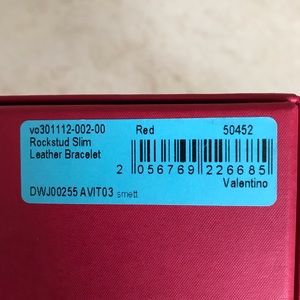 vo301112-002-00 Red 50452
Rockstud Slim
Leather Bracelet
2 056769 226685
DWJ00255 AVIT03 smett Valentino